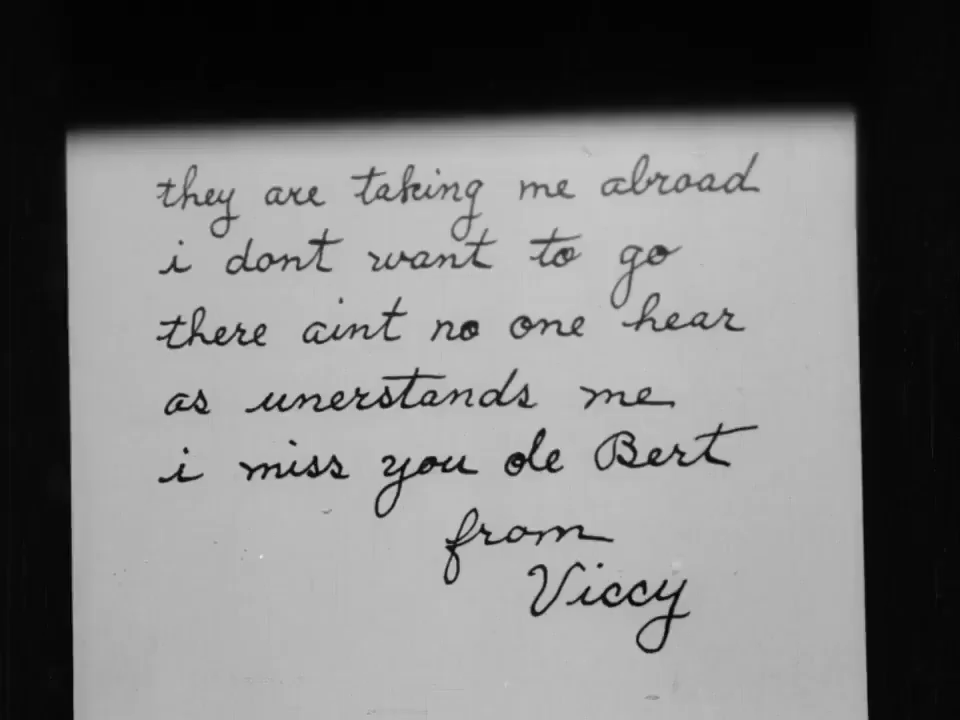 they are taking me abroad
i dont want to go
there aint no one hear
as unerstands me
i miss you ole Bert
from
Viccy